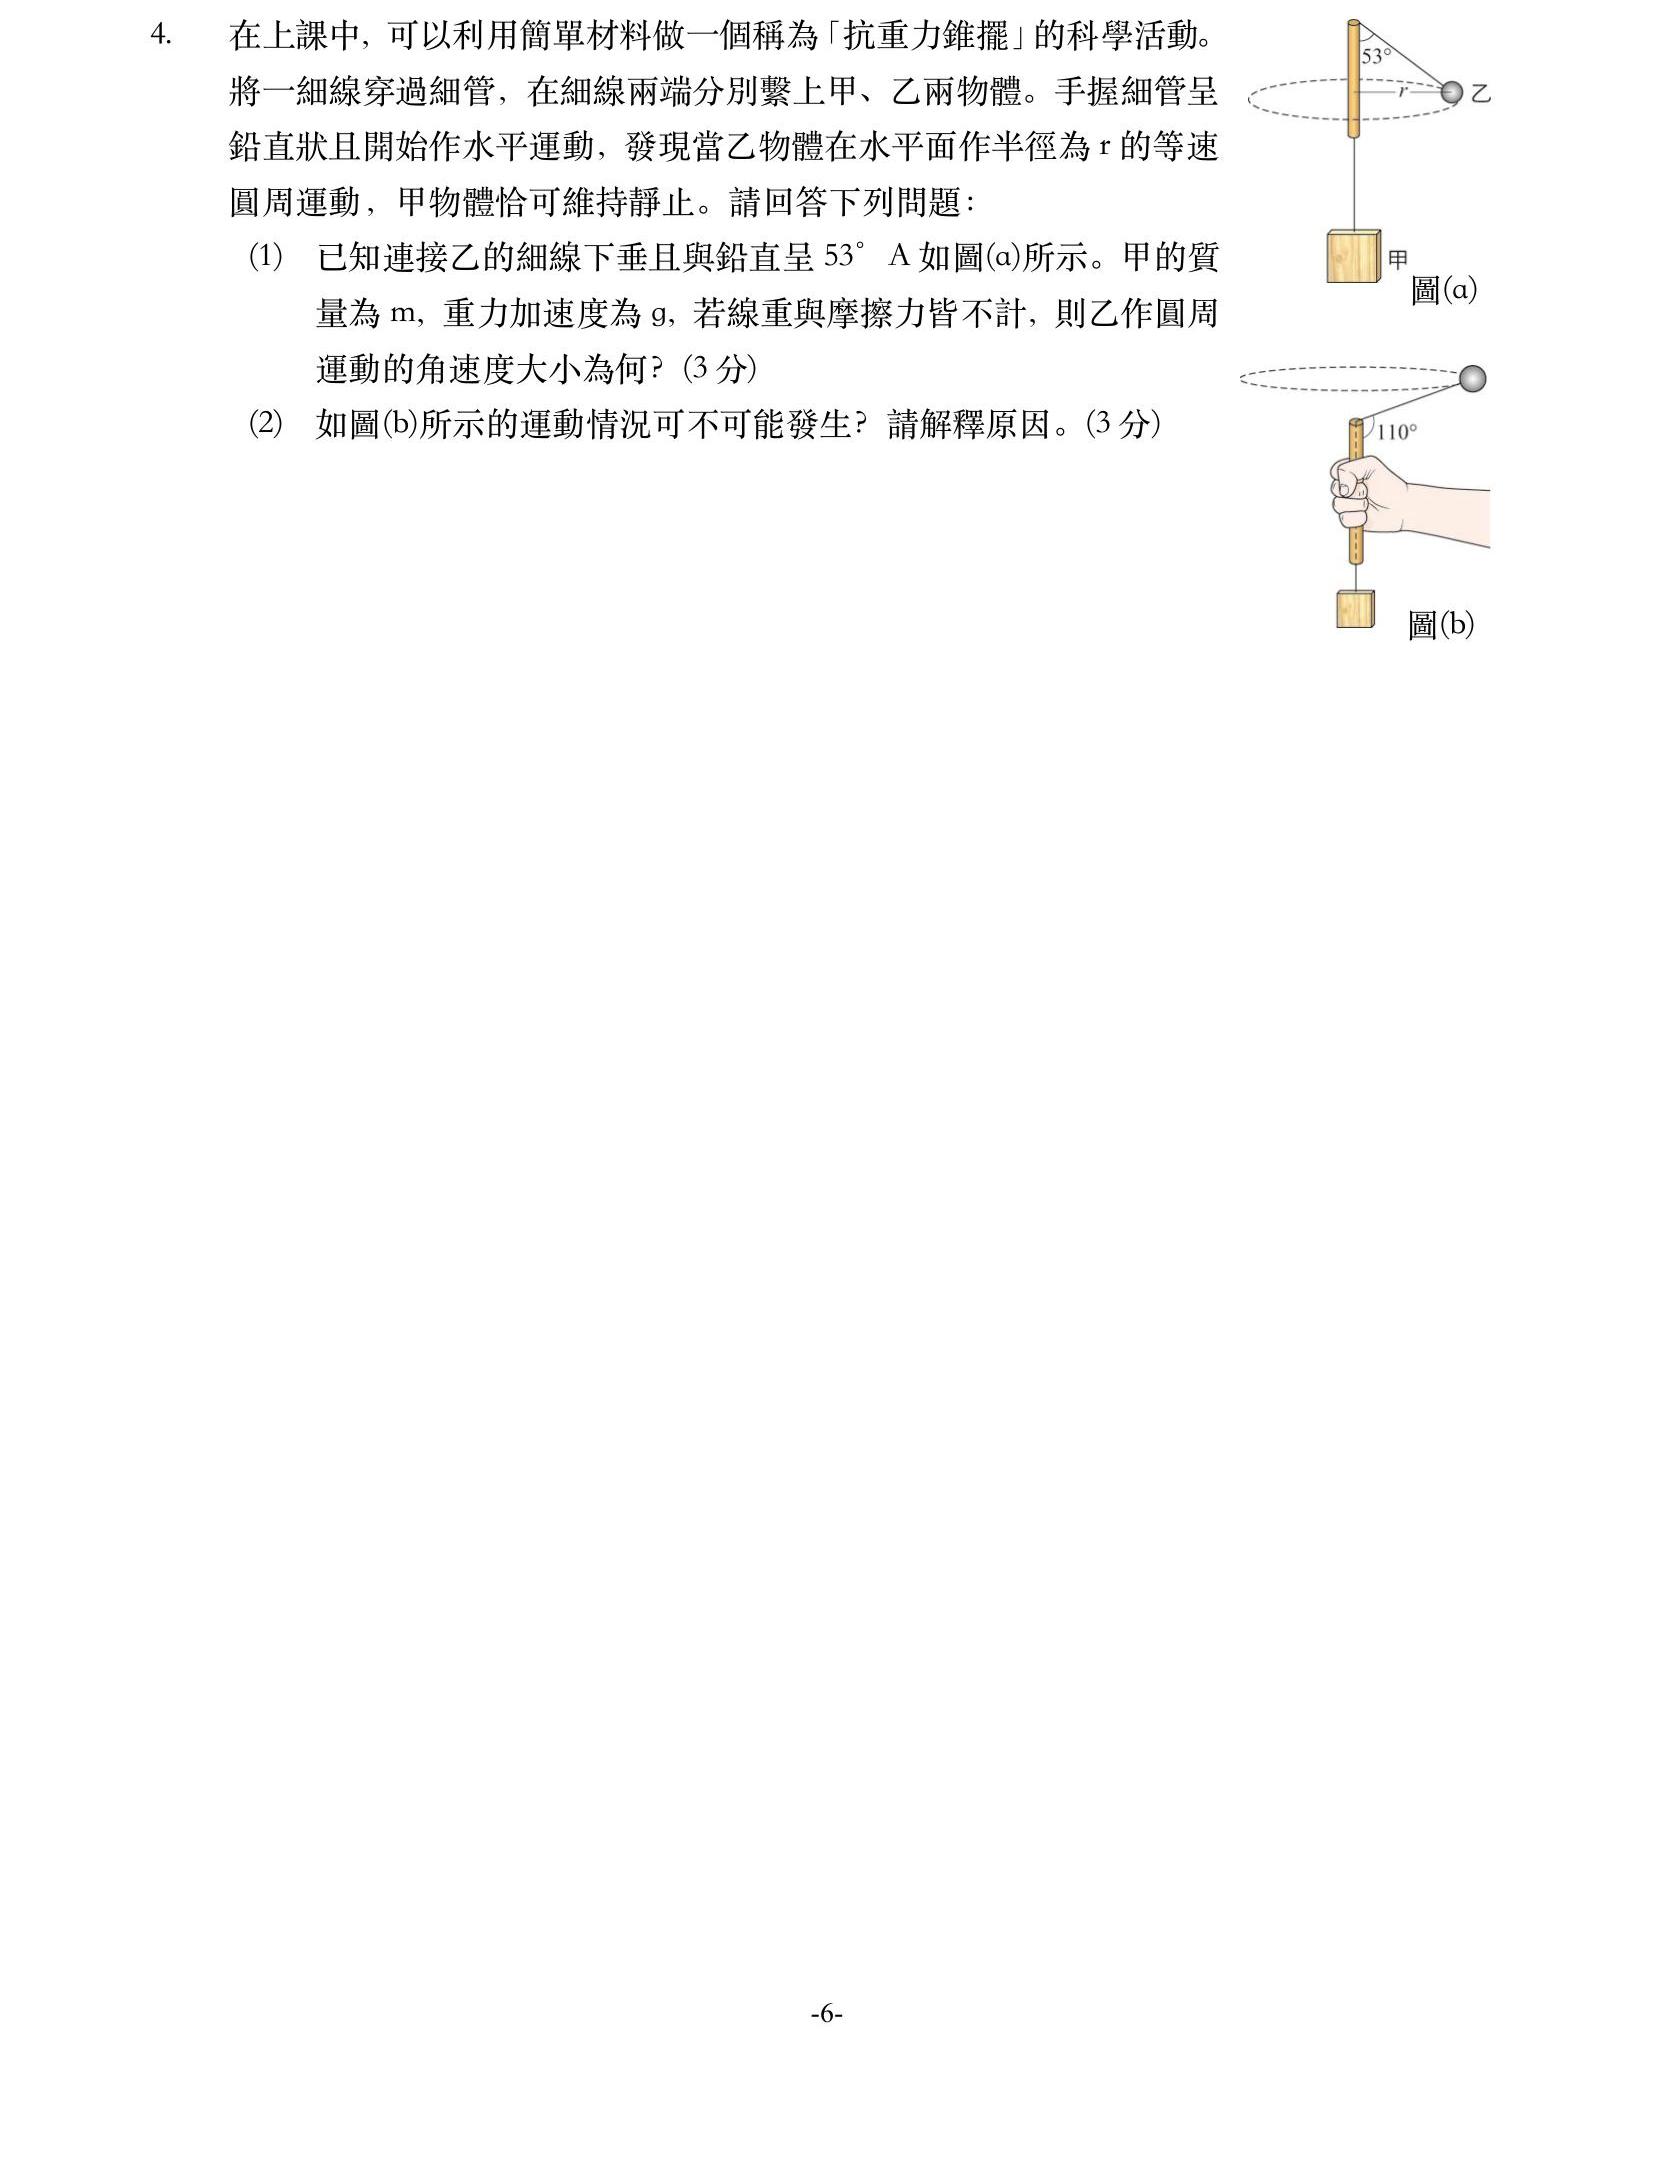 4. 在上課中，可以利用簡單材料做一個稱為「抗重力錐擺」的科學活動。
將一細線穿過細管，在細線兩端分別繫上甲、乙兩物體。手握細管呈
鉛直狀且開始作水平運動，發現當乙物體在水平面作半徑為 r 的等速
圓周運動，甲物體恰可維持靜止。請回答下列問題：
(1) 已知連接乙的細線下垂且與鉛直呈 53° A 如圖(a)所示。甲的質
量為 m，重力加速度為 g，若線重與摩擦力皆不計，則乙作圓周
運動的角速度大小為何？(3 分)
(2) 如圖(b)所示的運動情況可不可能發生？請解釋原因。(3 分)
53°
r
乙
甲
圖(a)
110°
圖(b)
-6-